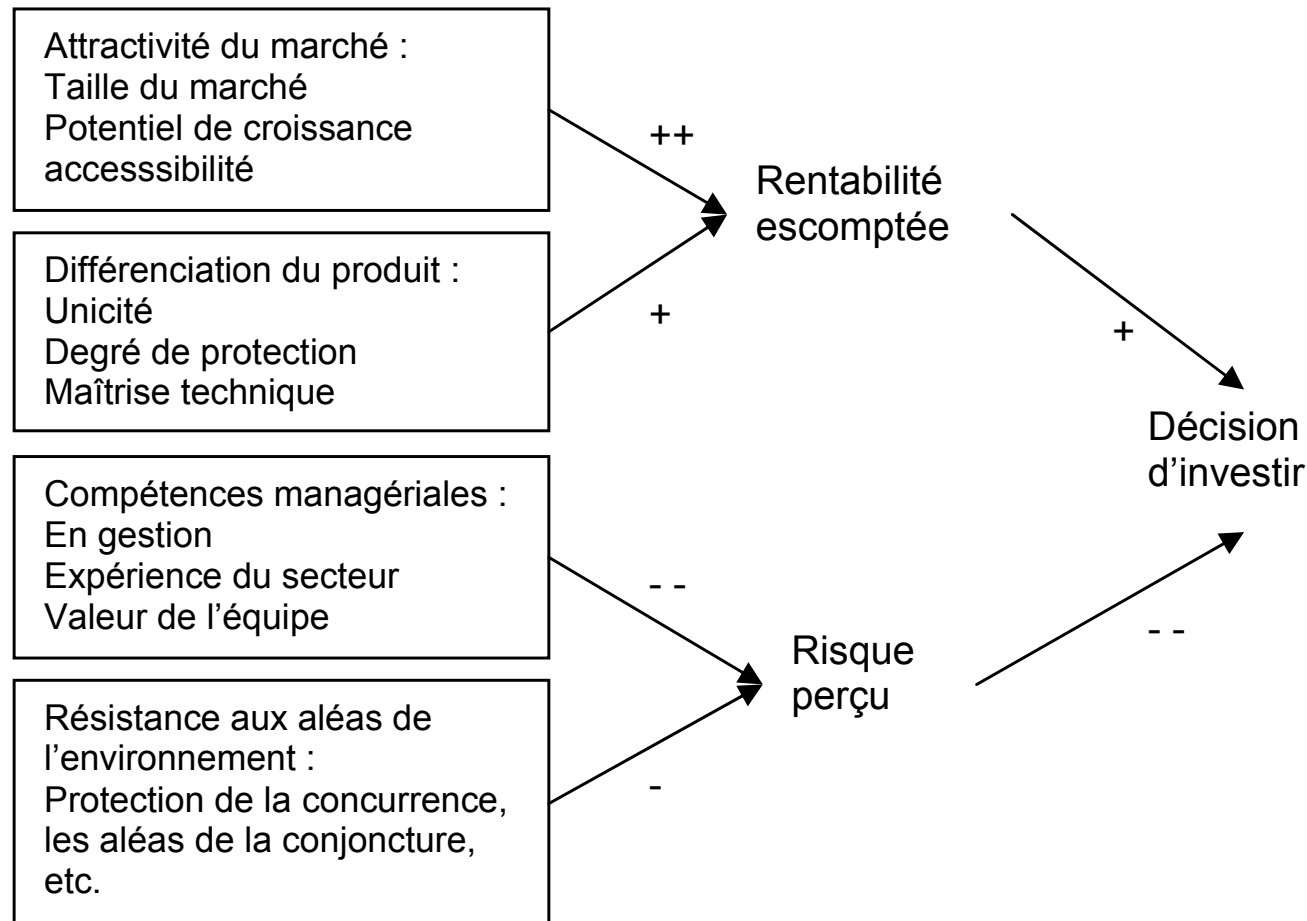 Attractivité du marché :
Taille du marché
Potentiel de croissance
accesssibilité
++
Rentabilité
escomptée
Différenciation du produit :
Unicité
Degré de protection
Maîtrise technique
+
+
Décision
d’investir
Compétences managériales :
En gestion
Expérience du secteur
Valeur de l’équipe
- -
- -
Risque
perçu
Résistance aux aléas de
l’environnement :
Protection de la concurrence,
les aléas de la conjoncture,
etc.
-